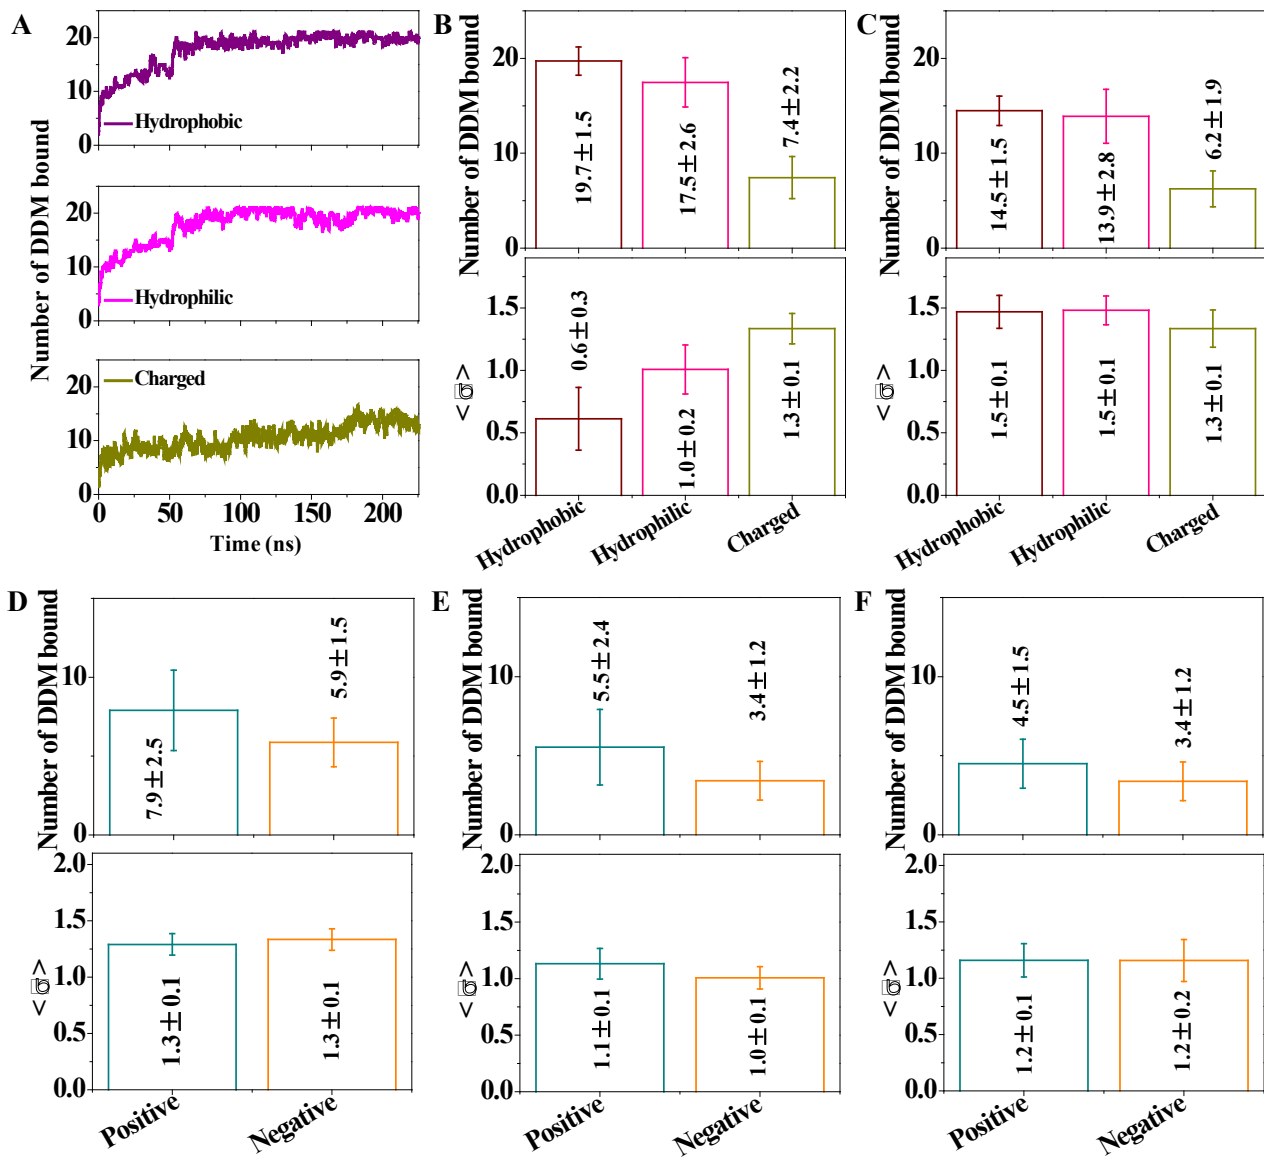 A
Number of DDM bound
20
10
0
Hydrophobic
20
10
0
Hydrophilic
20
10
0
Charged
0
50
100
150
200
Time (ns)
B
Number of DDM bound
20
10
0
19.7±1.5
17.5±2.6
7.4±2.2
< >
1.5
1.0
0.5
0.0
0.6±0.3
1.0±0.2
1.3±0.1
Hydrophobic
Hydrophilic
Charged
C
Number of DDM bound
20
10
0
14.5±1.5
13.9±2.8
6.2±1.9
< >
1.5
1.0
0.5
0.0
1.5±0.1
1.5±0.1
1.3±0.1
Hydrophobic
Hydrophilic
Charged
D
Number of DDM bound
10
0
7.9±2.5
5.9±1.5
< >
2.0
1.5
1.0
0.5
0.0
1.3±0.1
1.3±0.1
Positive
Negative
E
Number of DDM bound
10
0
5.5±2.4
3.4±1.2
< >
2.0
1.5
1.0
0.5
0.0
1.1±0.1
1.0±0.1
Positive
Negative
F
Number of DDM bound
10
0
4.5±1.5
3.4±1.2
< >
2.0
1.5
1.0
0.5
0.0
1.2±0.1
1.2±0.2
Positive
Negative